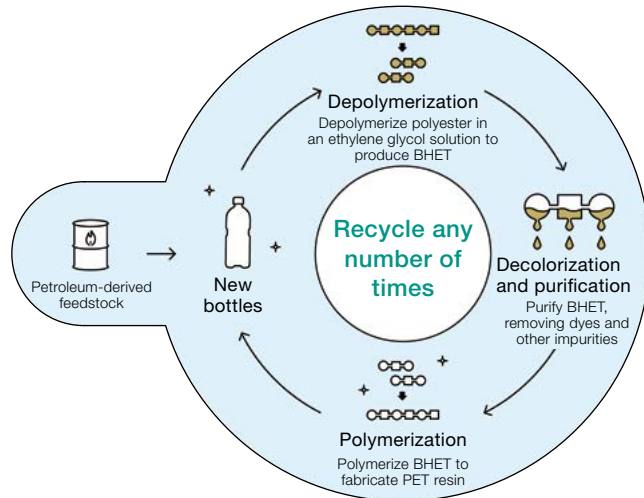 Depolymerization
Depolymerize polyester in
an ethylene glycol solution to
produce BHET
Recycle any
number of
times
Petroleum-derived
feedstock
New
bottles
Decolorization
and purification
Purify BHET,
removing dyes and
other impurities
Polymerization
Polymerize BHET to
fabricate PET resin